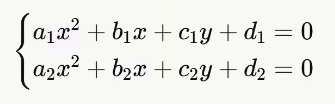 a₁x² + b₁x + c₁y + d₁ = 0
a₂x² + b₂x + c₂y + d₂ = 0